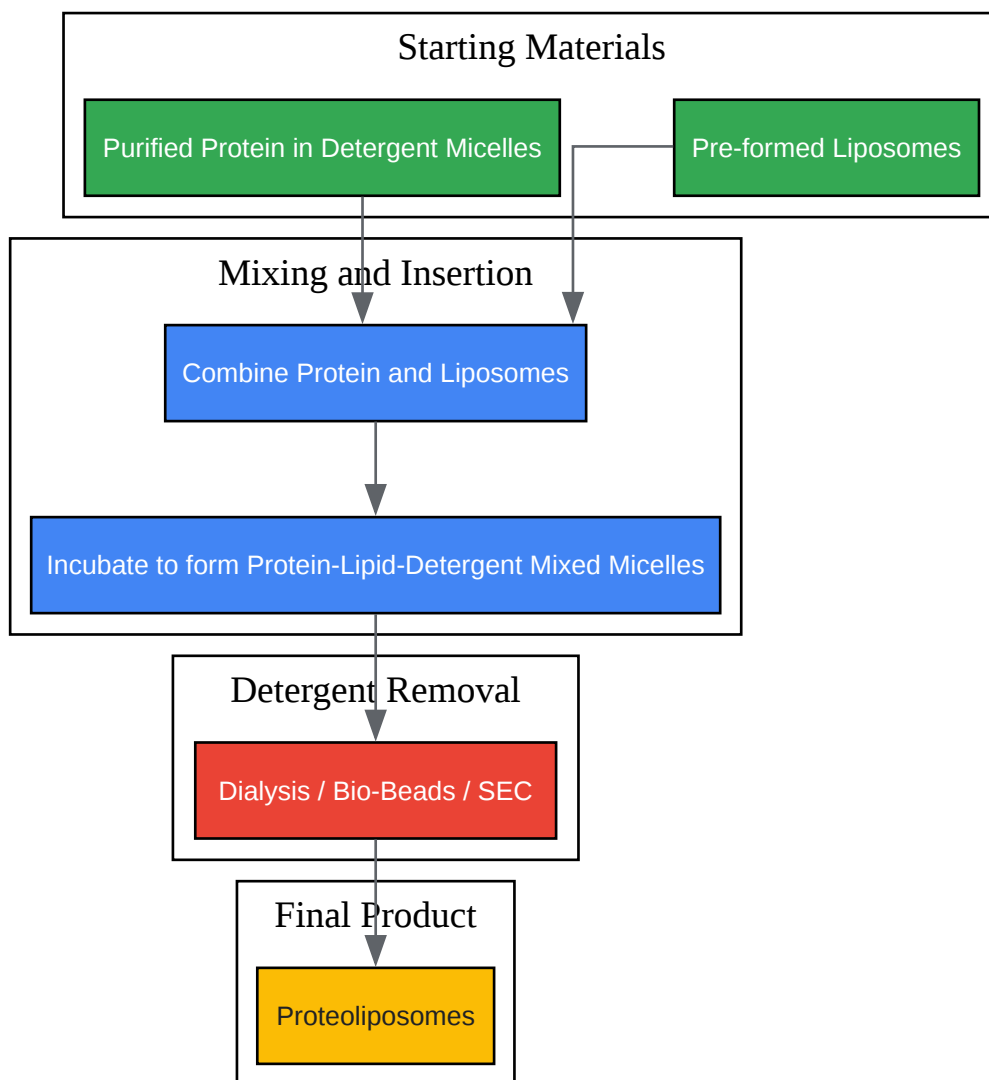 Starting Materials
Purified Protein in Detergent Micelles
Pre-formed Liposomes
Mixing and Insertion
Combine Protein and Liposomes
Incubate to form Protein-Lipid-Detergent Mixed Micelles
Detergent Removal
Dialysis / Bio-Beads / SEC
Final Product
Proteoliposomes